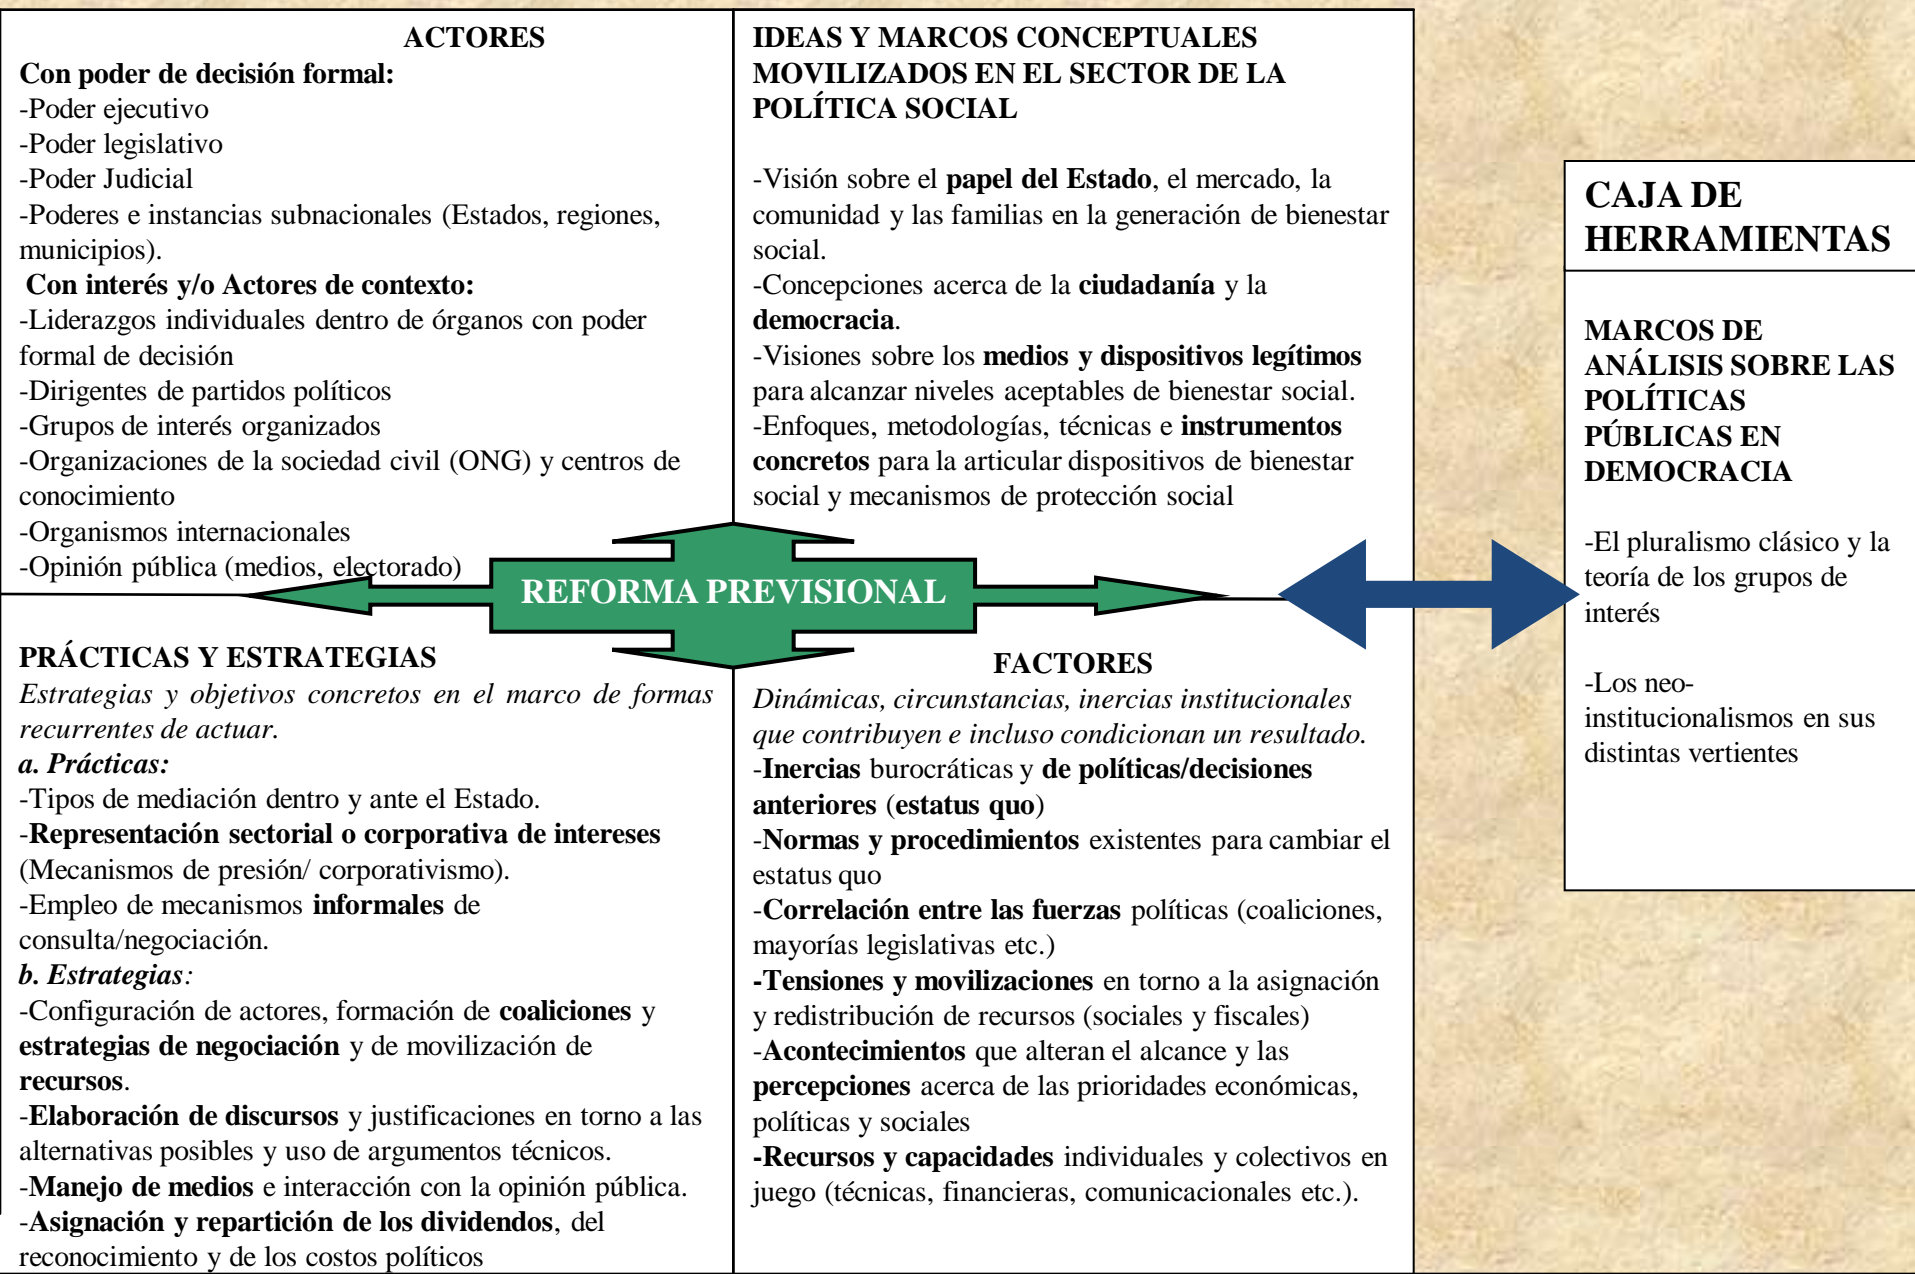 ACTORES
Con poder de decisión formal:
-Poder ejecutivo
-Poder legislativo
-Poder Judicial
-Poderes e instancias subnacionales (Estados, regiones,
municipios).
Con interés y/o Actores de contexto:
-Liderazgos individuales dentro de órganos con poder
formal de decisión
-Dirigentes de partidos políticos
-Grupos de interés organizados
-Organizaciones de la sociedad civil (ONG) y centros de
conocimiento
-Organismos internacionales
-Opinión pública (medios, electorado)
IDEAS Y MARCOS CONCEPTUALES
MOVILIZADOS EN EL SECTOR DE LA
POLÍTICA SOCIAL
-Visión sobre el papel del Estado, el mercado, la
comunidad y las familias en la generación de bienestar
social.
-Concepciones acerca de la ciudadanía y la
democracia.
-Visiones sobre los medios y dispositivos legítimos
para alcanzar niveles aceptables de bienestar social.
-Enfoques, metodologías, técnicas e instrumentos
concretos para la articular dispositivos de bienestar
social y mecanismos de protección social
REFORMA PREVISIONAL
PRÁCTICAS Y ESTRATEGIAS
Estrategias y objetivos concretos en el marco de formas
recurrentes de actuar.
a. Prácticas:
-Tipos de mediación dentro y ante el Estado.
-Representación sectorial o corporativa de intereses
(Mecanismos de presión/ corporativismo).
-Empleo de mecanismos informales de
consulta/negociación.
b. Estrategias:
-Configuración de actores, formación de coaliciones y
estrategias de negociación y de movilización de
recursos.
-Elaboración de discursos y justificaciones en torno a las
alternativas posibles y uso de argumentos técnicos.
-Manejo de medios e interacción con la opinión pública.
-Asignación y repartición de los dividendos, del
reconocimiento y de los costos políticos
FACTORES
Dinámicas, circunstancias, inercias institucionales
que contribuyen e incluso condicionan un resultado.
-Inercias burocráticas y de políticas/decisiones
anteriores (estatus quo)
-Normas y procedimientos existentes para cambiar el
estatus quo
-Correlación entre las fuerzas políticas (coaliciones,
mayorías legislativas etc.)
-Tensiones y movilizaciones en torno a la asignación
y redistribución de recursos (sociales y fiscales)
-Acontecimientos que alteran el alcance y las
percepciones acerca de las prioridades económicas,
políticas y sociales
-Recursos y capacidades individuales y colectivos en
juego (técnicas, financieras, comunicacionales etc.).
CAJA DE
HERRAMIENTAS
MARCOS DE
ANÁLISIS SOBRE LAS
POLÍTICAS
PÚBLICAS EN
DEMOCRACIA
-El pluralismo clásico y la
teoría de los grupos de
interés
-Los neo-
institucionalismos en sus
distintas vertientes